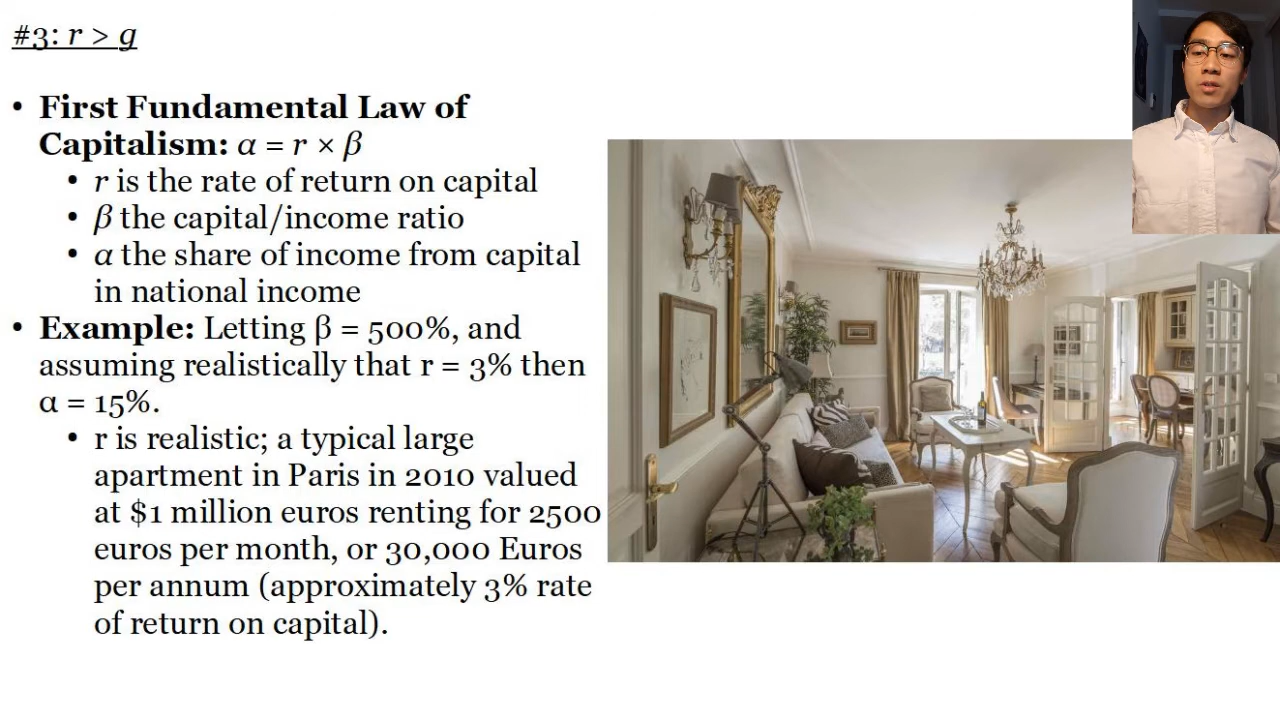 #3: r > g
• First Fundamental Law of
Capitalism: α = r × β
• r is the rate of return on capital
• β the capital/income ratio
• α the share of income from capital
in national income
• Example: Letting β = 500%, and
assuming realistically that r = 3% then
α = 15%.
• r is realistic; a typical large
apartment in Paris in 2010 valued
at $1 million euros renting for 2500
euros per month, or 30,000 Euros
per annum (approximately 3% rate
of return on capital).